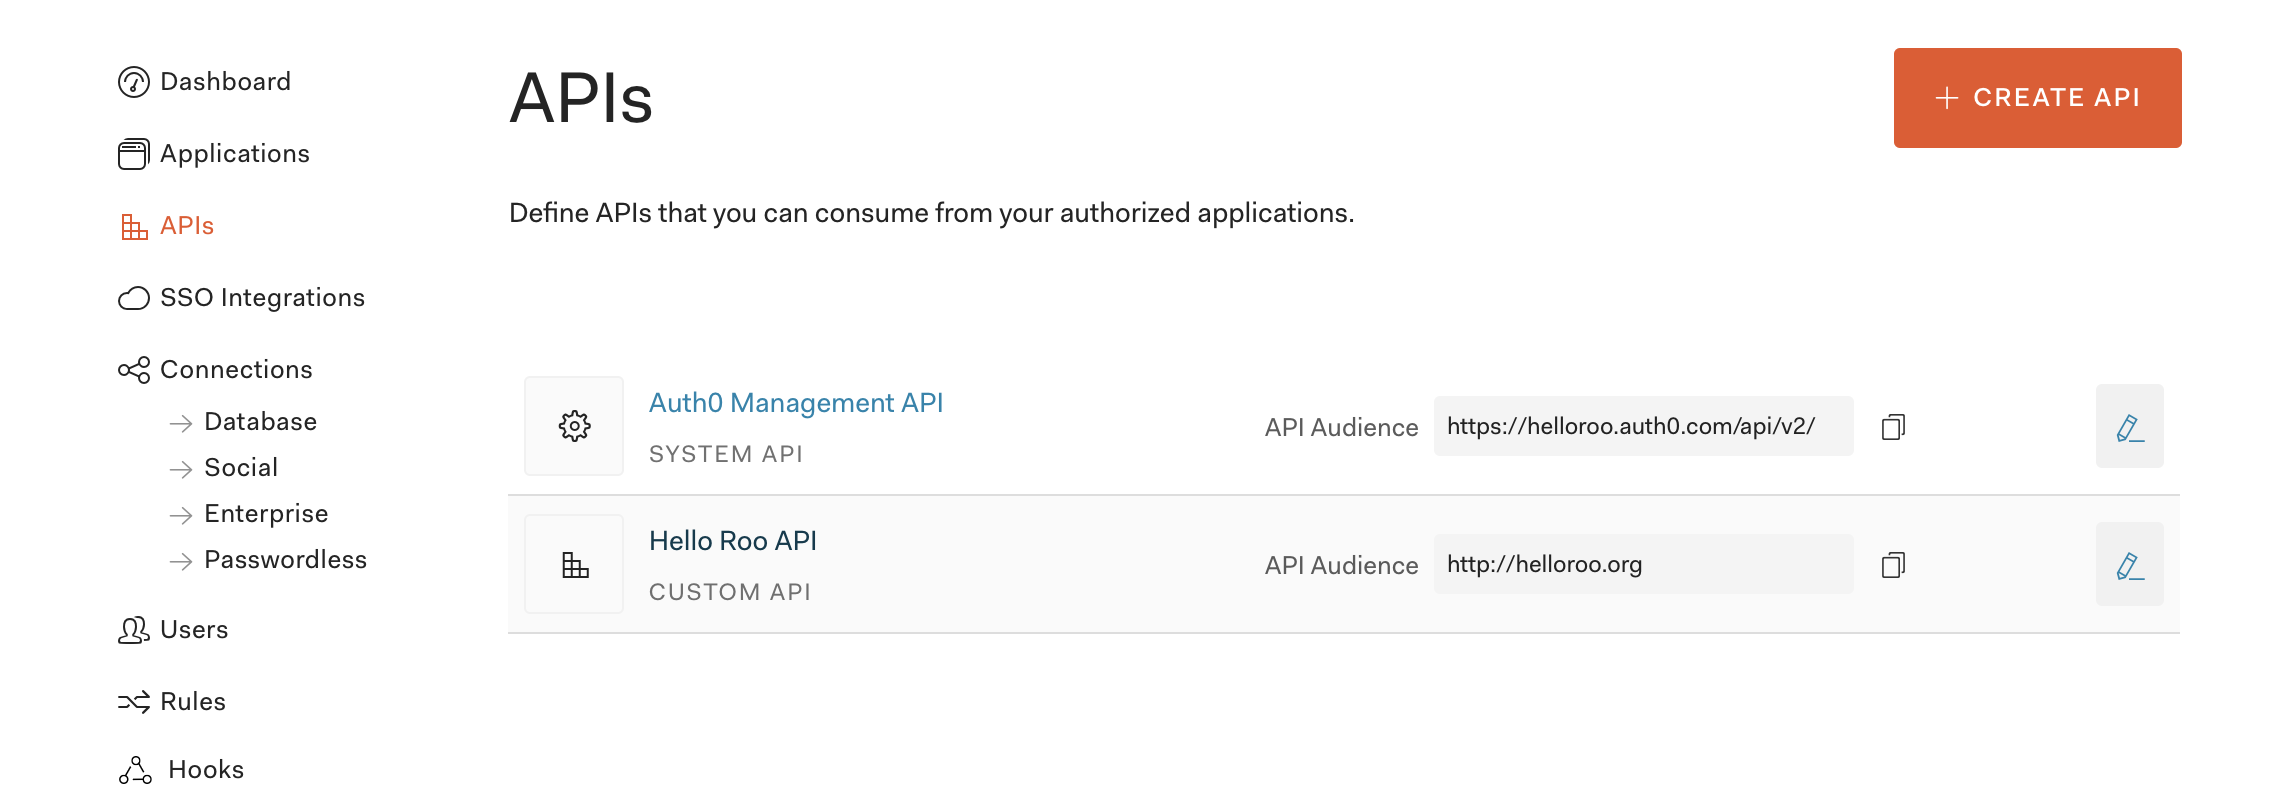 Dashboard
Applications
APIs
SSO Integrations
Connections
Database
Social
Enterprise
Passwordless
Users
Rules
Hooks
APIs
CREATE API
Define APIs that you can consume from your authorized applications.
Auth0 Management API
SYSTEM API
API Audience https://helloroo.auth0.com/api/v2/
Hello Roo API
CUSTOM API
API Audience http://helloroo.org